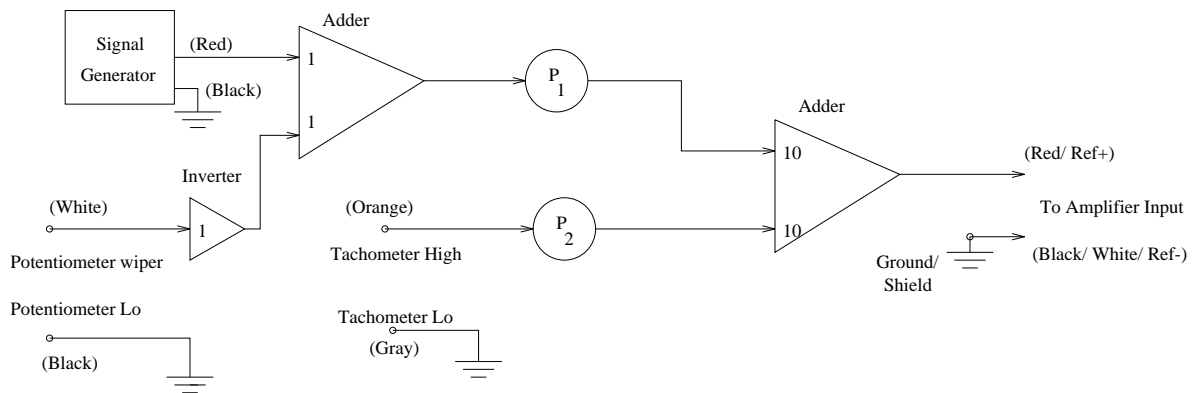 Signal
Generator
(Red)
(Black)
Adder
1
1
P1
Adder
10
10
(Red/ Ref+)
To Amplifier Input
(Black/ White/ Ref-)
Ground/
Shield
Inverter
1
(White)
Potentiometer wiper
(Orange)
Tachometer High
P2
Potentiometer Lo
(Black)
Tachometer Lo
(Gray)